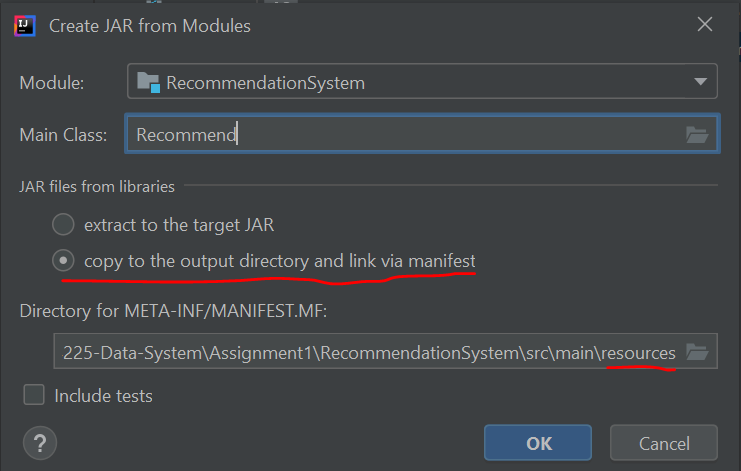 IJ Create JAR from Modules
Module: RecommendationSystem
Main Class: Recommend
JAR files from libraries
extract to the target JAR
copy to the output directory and link via manifest
Directory for META-INF/MANIFEST.MF:
225-Data-System\Assignment1\RecommendationSystem\src\main\resources
Include tests
? OK Cancel